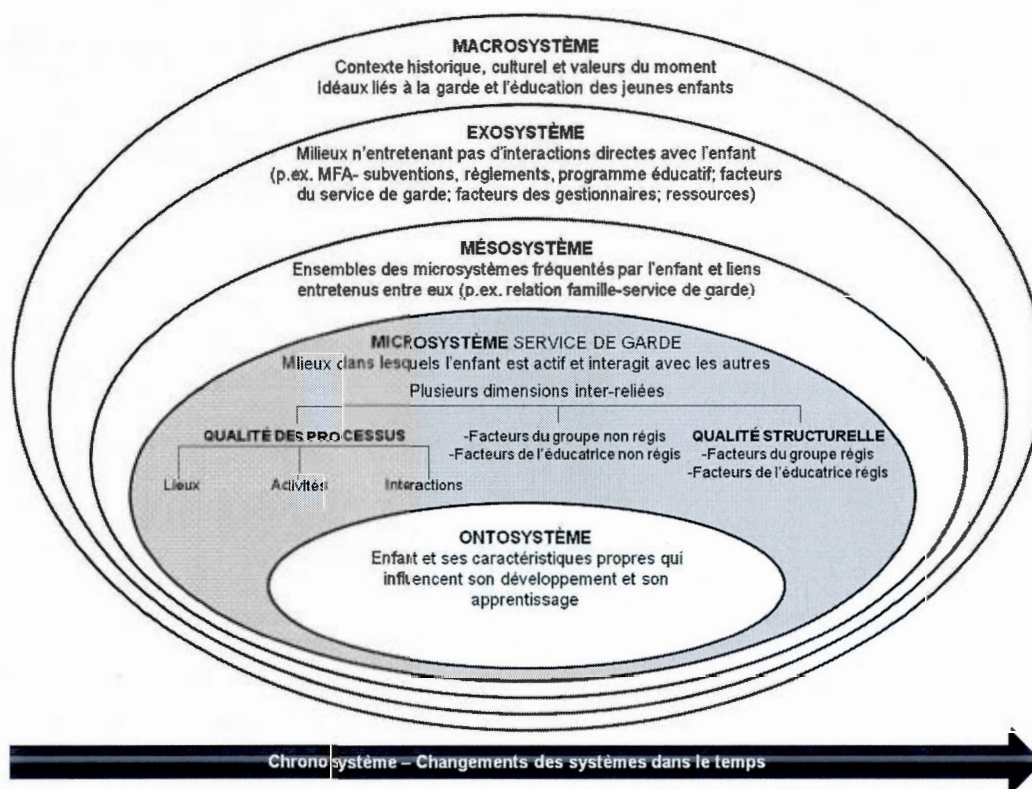 MACROSYSTÈME
Contexte historique, culturel et valeurs du moment
Idéaux liés à la garde et l'éducation des jeunes enfants
EXOSYSTÈME
Milieux n'entretenant pas d'interactions directes avec l'enfant
(p.ex. MFA- subventions, règlements, programme éducatif; facteurs
du service de garde; facteurs des gestionnaires; ressources)
MÉSOSYSTÈME
Ensembles des microsystèmes fréquentés par l'enfant et liens
entretenus entre eux (p.ex. relation famille-service de garde)
MICROSYSTÈME SERVICE DE GARDE
Milieux dans lesquels l'enfant est actif et interagit avec les autres
Plusieurs dimensions inter-reliées
QUALITÉ DES PROCESSUS
Lieux Activités Interactions
-Facteurs du groupe non régis
-Facteurs de l'éducatrice non régis
QUALITÉ STRUCTURELLE
-Facteurs du groupe régis
-Facteurs de l'éducatrice régis
ONTOSYSTÈME
Enfant et ses caractéristiques propres qui
influencent son développement et son
apprentissage
Chronosystème – Changements des systèmes dans le temps